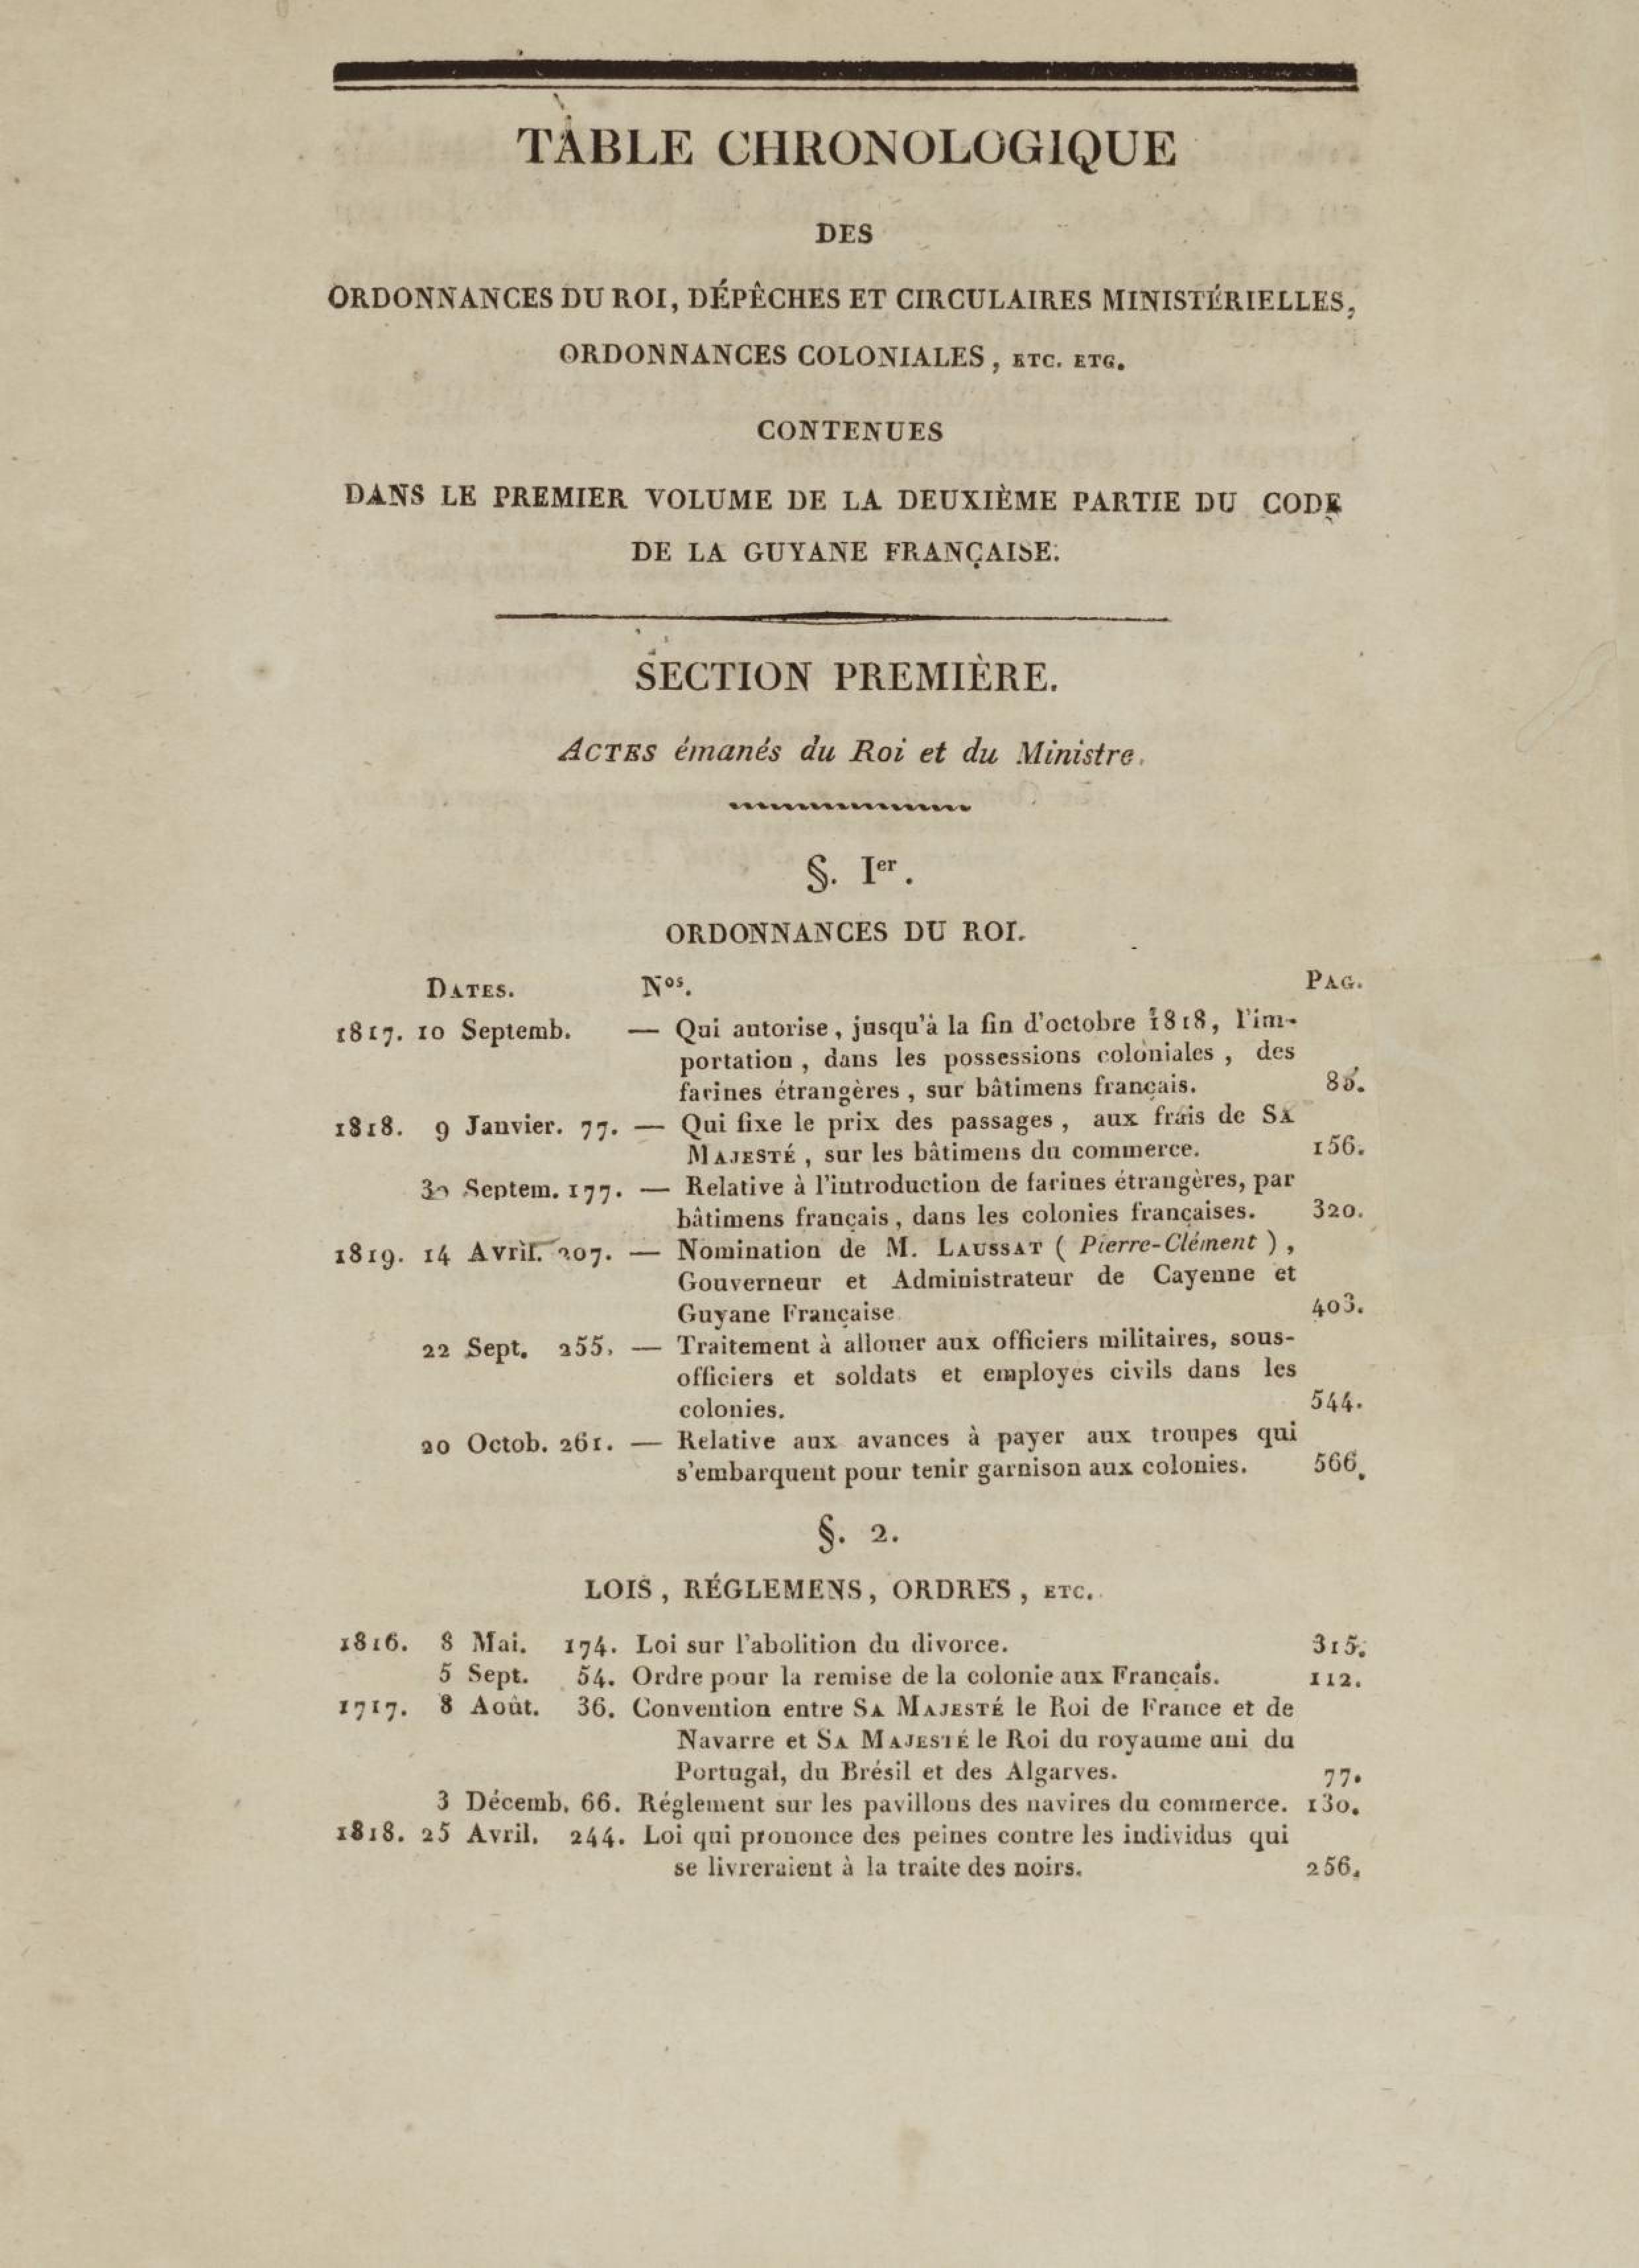 TABLE CHRONOLOGIQUE
DES
ORDONNANCES DU ROI, DÉPÊCHES ET CIRCULAIRES MINISTÉRIELLES,
ORDONNANCES COLONIALES, ETC. ETC.
CONTENUES
DANS LE PREMIER VOLUME DE LA DEUXIÈME PARTIE DU CODE
DE LA GUYANE FRANÇAISE.
SECTION PREMIÈRE.
ACTES émanés du Roi et du Ministre.
§. Ier.
ORDONNANCES DU ROI.
DATES. Nos. PAG.
1817. 10 Septemb. — Qui autorise, jusqu'à la fin d'octobre 1818, l'im-
portation, dans les possessions coloniales, des
farines étrangères, sur bâtimens français.
1818. 9 Janvier. 77. — Qui fixe le prix des passages, aux frais de SA
MAJESTÉ, sur les bâtimens du commerce. 156.
30 Septem. 177. — Relative à l'introduction de farines étrangères, par
bâtimens français, dans les colonies françaises. 320.
1819. 14 Avril. 207. — Nomination de M. LAUSSAT (Pierre-Clément),
Gouverneur et Administrateur de Cayenne et
Guyane Française 403.
22 Sept. 255. — Traitement à allouer aux officiers militaires, sous-
officiers et soldats et employés civils dans les
colonies. 544.
20 Octob. 261. — Relative aux avances à payer aux troupes qui
s'embarquent pour tenir garnison aux colonies. 566.
§. 2.
LOIS, RÉGLEMENS, ORDRES, ETC.
1816. 8 Mai. 174. Loi sur l'abolition du divorce. 315.
5 Sept. 54. Ordre pour la remise de la colonie aux Français. 112.
1717. 8 Août. 36. Convention entre SA MAJESTÉ le Roi de France et de
Navarre et SA MAJESTÉ le Roi du royaume uni du
Portugal, du Brésil et des Algarves. 77.
3 Décemb. 66. Réglement sur les pavillons des navires du commerce. 130.
1818. 25 Avril. 244. Loi qui prononce des peines contre les individus qui
se livreraient à la traite des noirs. 256.